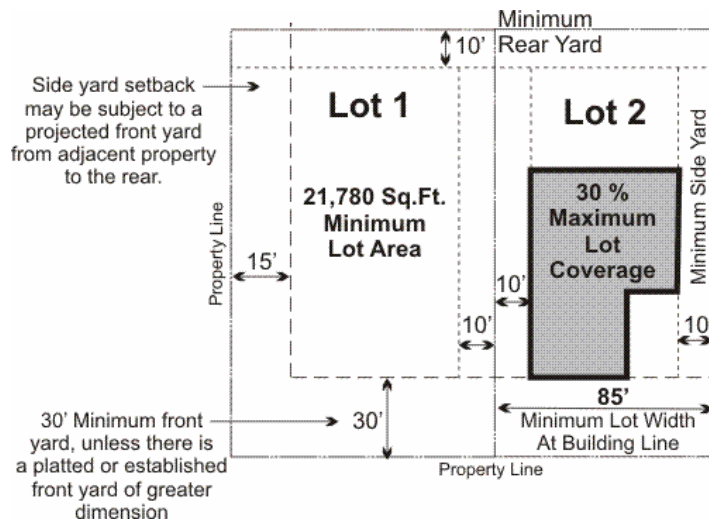 Minimum
Rear Yard
10'
Side yard setback
may be subject to a
projected front yard
from adjacent property
to the rear.
Lot 1
Lot 2
21,780 Sq.Ft.
Minimum
Lot Area
30 %
Maximum
Lot
Coverage
Minimum Side Yard
Property Line
15'
10'
10'
10
30' Minimum front
yard, unless there is
a platted or established
front yard of greater
dimension
30'
85'
Minimum Lot Width
At Building Line
Property Line